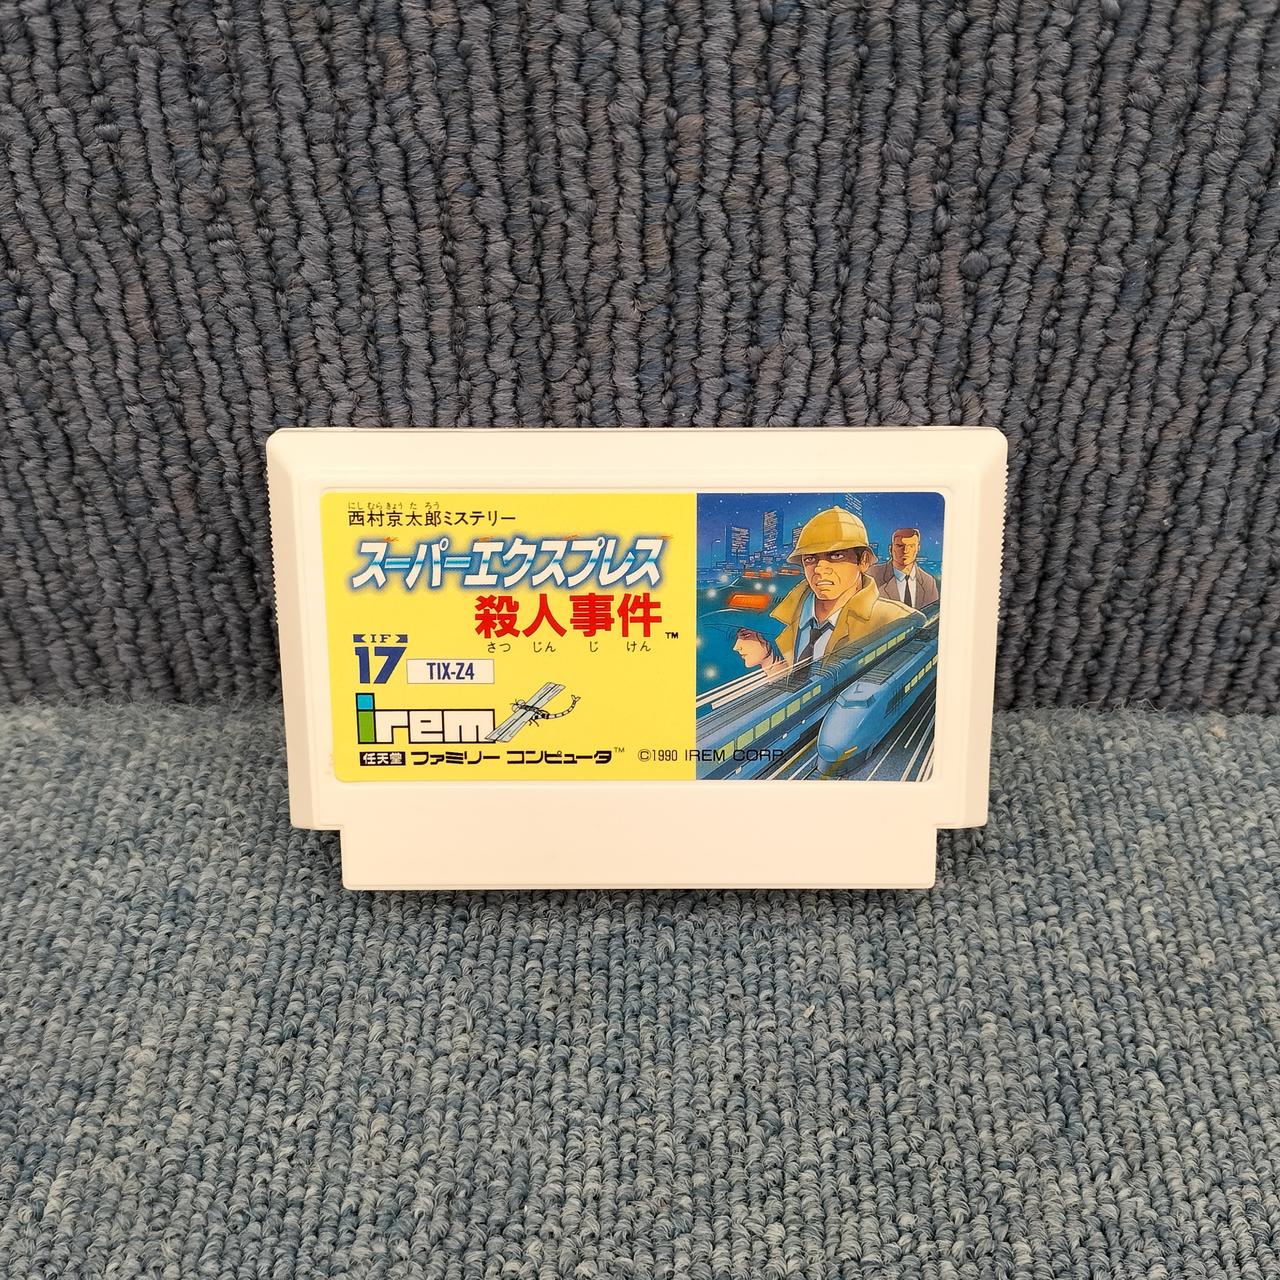 にしむらきょうたろう
西村京太郎ミステリー
スーパーエクスプレス
殺人事件™
さつじんじけん
IF
17
TIX-Z4
irem
任天堂 ファミリー コンピュータ™ ©1990 IREM CORP.